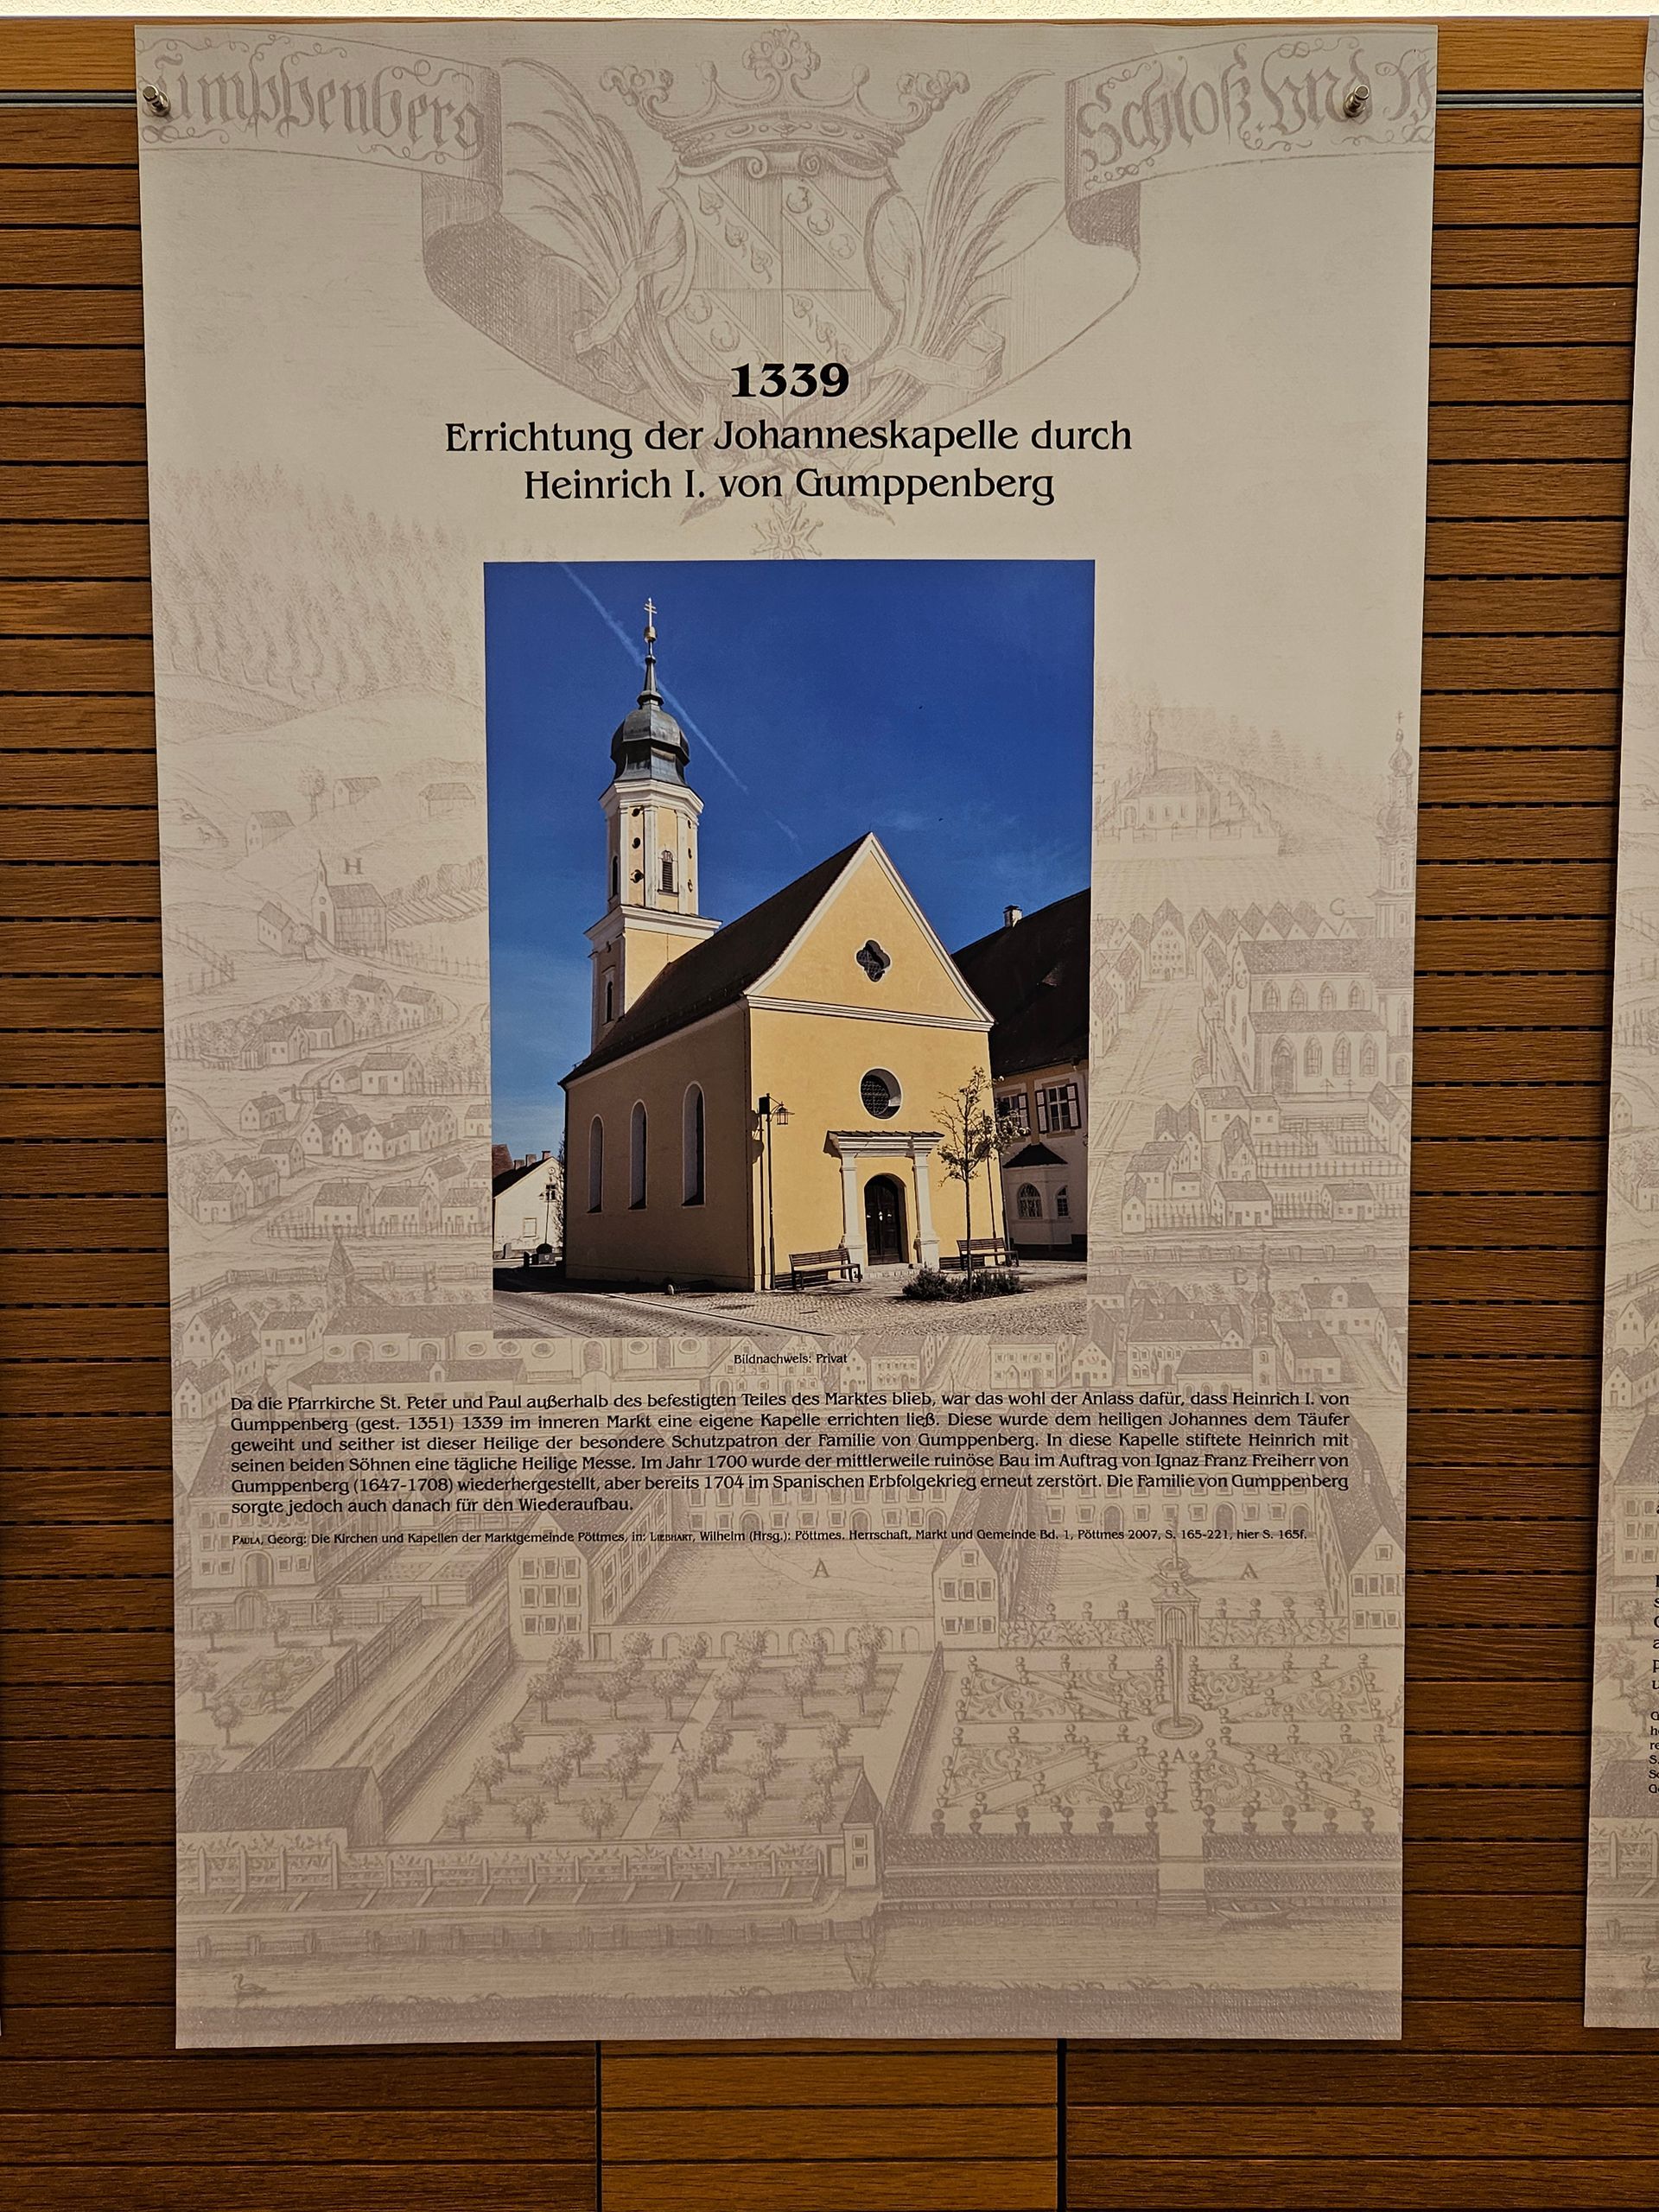 umppenberg
Schloß und
1339
Errichtung der Johanneskapelle durch
Heinrich I. von Gumppenberg
H
G
D
Bildnachweis: Privat
Da die Pfarrkirche St. Peter und Paul außerhalb des befestigten Teiles des Marktes blieb, war das wohl der Anlass dafür, dass Heinrich I. von
Gumppenberg (gest. 1351) 1339 im inneren Markt eine eigene Kapelle errichten ließ. Diese wurde dem heiligen Johannes dem Täufer
geweiht und seither ist dieser Heilige der besondere Schutzpatron der Familie von Gumppenberg. In diese Kapelle stiftete Heinrich mit
seinen beiden Söhnen eine tägliche Heilige Messe. Im Jahr 1700 wurde der mittlerweile ruinöse Bau im Auftrag von Ignaz Franz Freiherr von
Gumppenberg (1647-1708) wiederhergestellt, aber bereits 1704 im Spanischen Erbfolgekrieg erneut zerstört. Die Familie von Gumppenberg
sorgte jedoch auch danach für den Wiederaufbau.
Paula, Georg: Die Kirchen und Kapellen der Marktgemeinde Pöttmes, in: Liebhart, Wilhelm (Hrsg.): Pöttmes. Herrschaft, Markt und Gemeinde Bd. 1, Pöttmes 2007, S. 165-221, hier S. 165f.
A
A
A
A